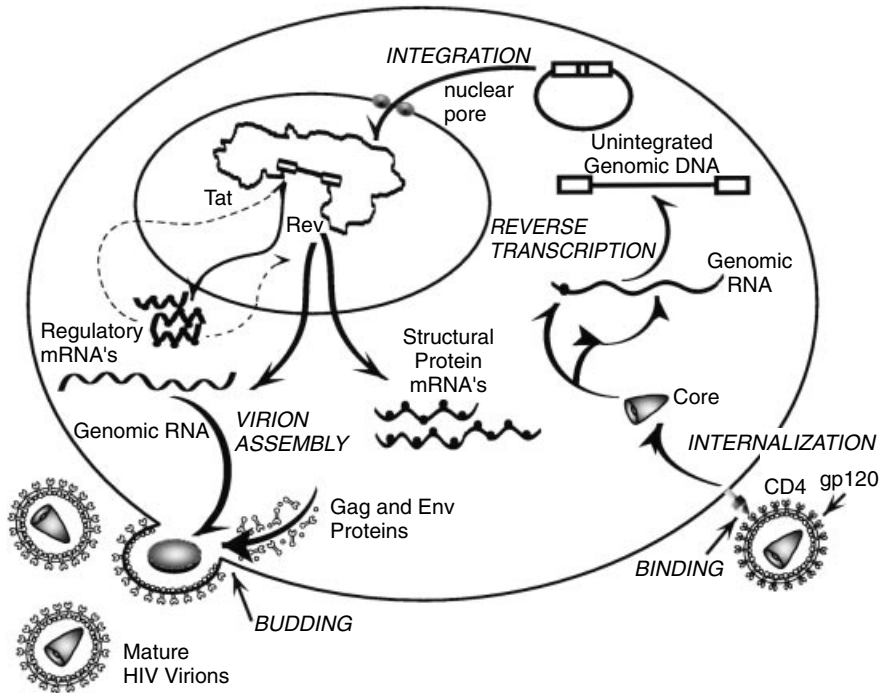 INTEGRATION
nuclear
pore
Unintegrated
Genomic DNA
Tat
Rev
REVERSE
TRANSCRIPTION
Genomic
RNA
Regulatory
mRNA's
Structural
Protein
mRNA's
Core
Genomic RNA
VIRION
ASSEMBLY
INTERNALIZATION
CD4
gp120
Gag and Env
Proteins
BINDING
BUDDING
Mature
HIV Virions